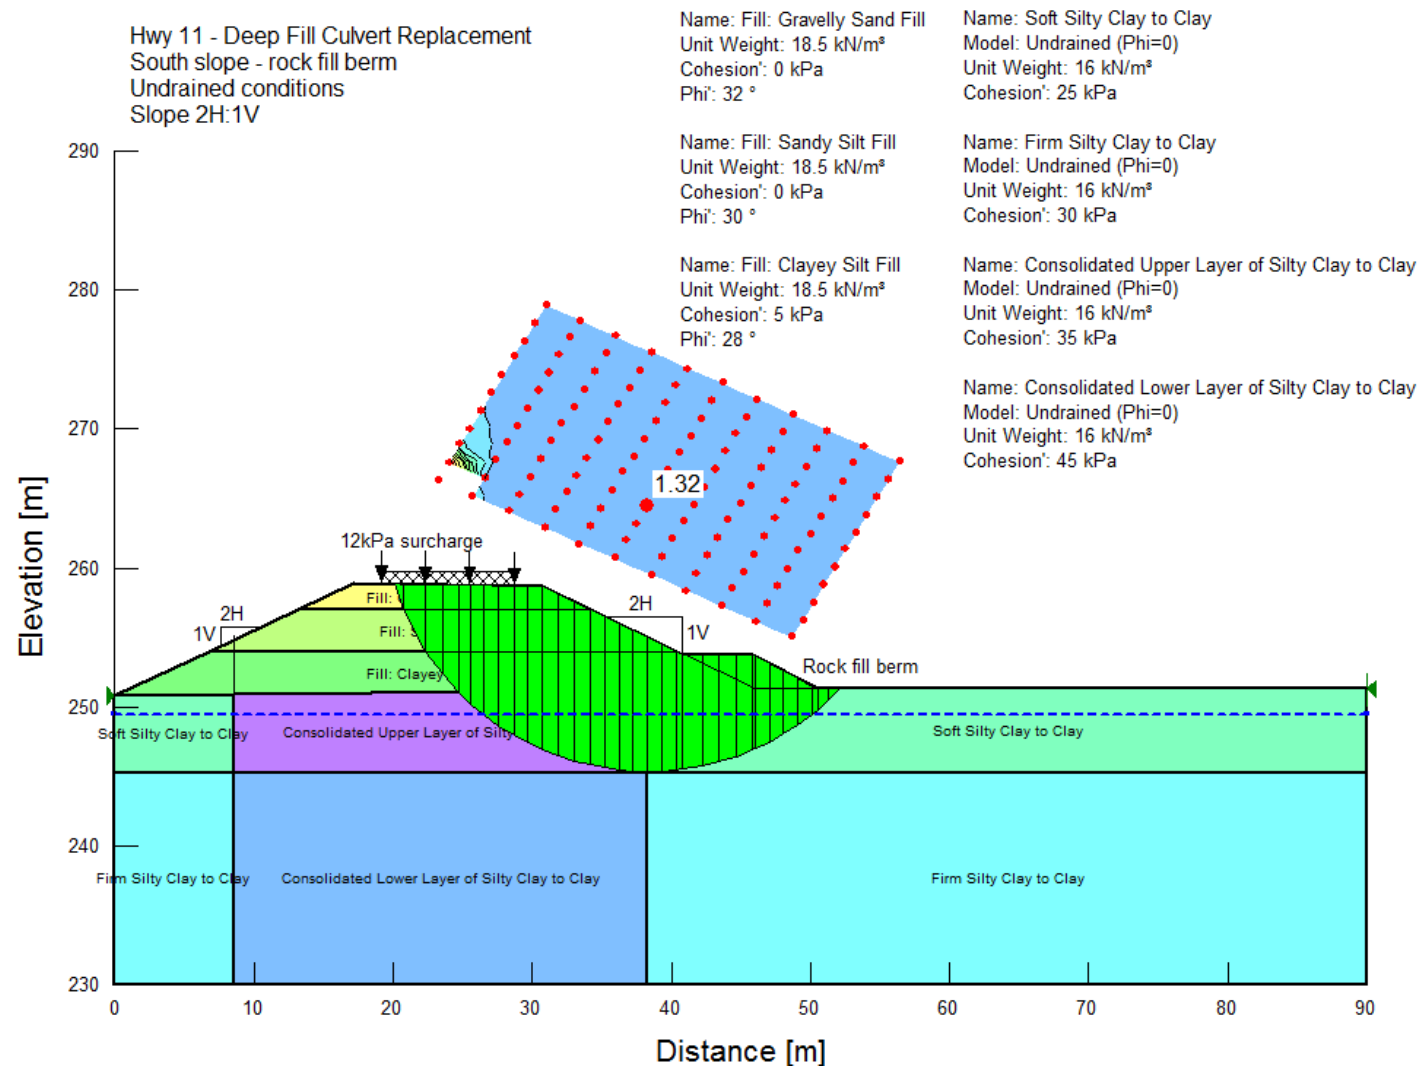 Hwy 11 - Deep Fill Culvert Replacement
South slope - rock fill berm
Undrained conditions
Slope 2H:1V
Name: Fill: Gravelly Sand Fill
Unit Weight: 18.5 kN/m³
Cohesion': 0 kPa
Phi': 32 °
Name: Fill: Sandy Silt Fill
Unit Weight: 18.5 kN/m³
Cohesion': 0 kPa
Phi': 30 °
Name: Fill: Clayey Silt Fill
Unit Weight: 18.5 kN/m³
Cohesion': 5 kPa
Phi': 28 °
Name: Soft Silty Clay to Clay
Model: Undrained (Phi=0)
Unit Weight: 16 kN/m³
Cohesion': 25 kPa
Name: Firm Silty Clay to Clay
Model: Undrained (Phi=0)
Unit Weight: 16 kN/m³
Cohesion': 30 kPa
Name: Consolidated Upper Layer of Silty Clay to Clay
Model: Undrained (Phi=0)
Unit Weight: 16 kN/m³
Cohesion': 35 kPa
Name: Consolidated Lower Layer of Silty Clay to Clay
Model: Undrained (Phi=0)
Unit Weight: 16 kN/m³
Cohesion': 45 kPa
290
280
270
260
250
240
230
Elevation [m]
1.32
12kPa surcharge
2H
1V
2H
1V
Fill:
Fill:
Fill: Clayey
Rock fill berm
Soft Silty Clay to Clay
Consolidated Upper Layer of Silty
Soft Silty Clay to Clay
Firm Silty Clay to Clay
Consolidated Lower Layer of Silty Clay to Clay
Firm Silty Clay to Clay
0 10 20 30 40 50 60 70 80 90
Distance [m]